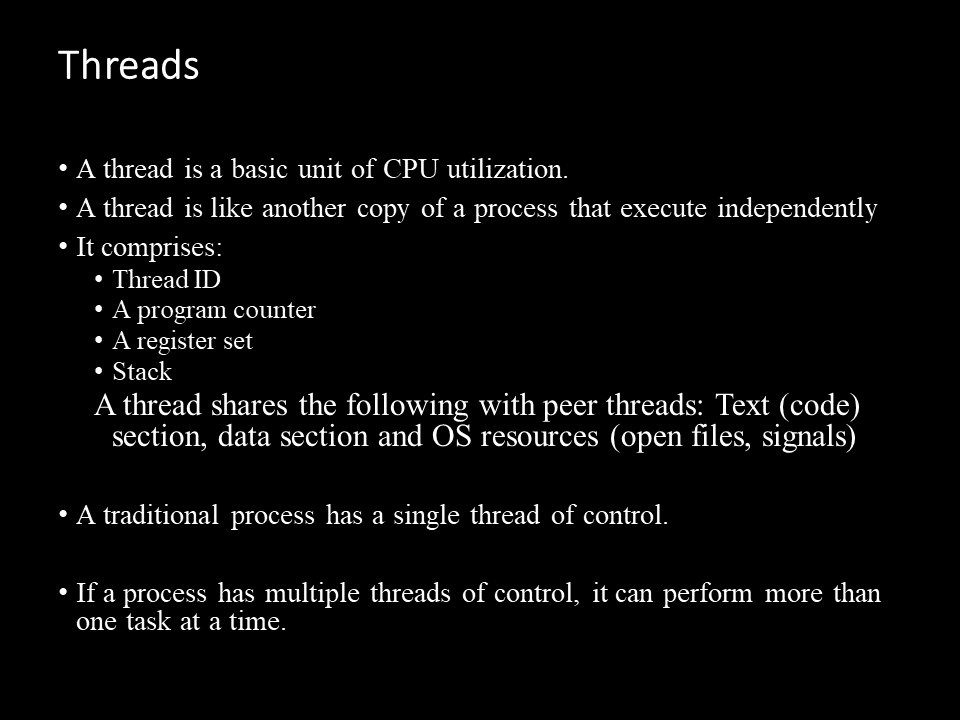 Threads
• A thread is a basic unit of CPU utilization.
• A thread is like another copy of a process that execute independently
• It comprises:
• Thread ID
• A program counter
• A register set
• Stack
A thread shares the following with peer threads: Text (code)
section, data section and OS resources (open files, signals)
• A traditional process has a single thread of control.
• If a process has multiple threads of control, it can perform more than
one task at a time.